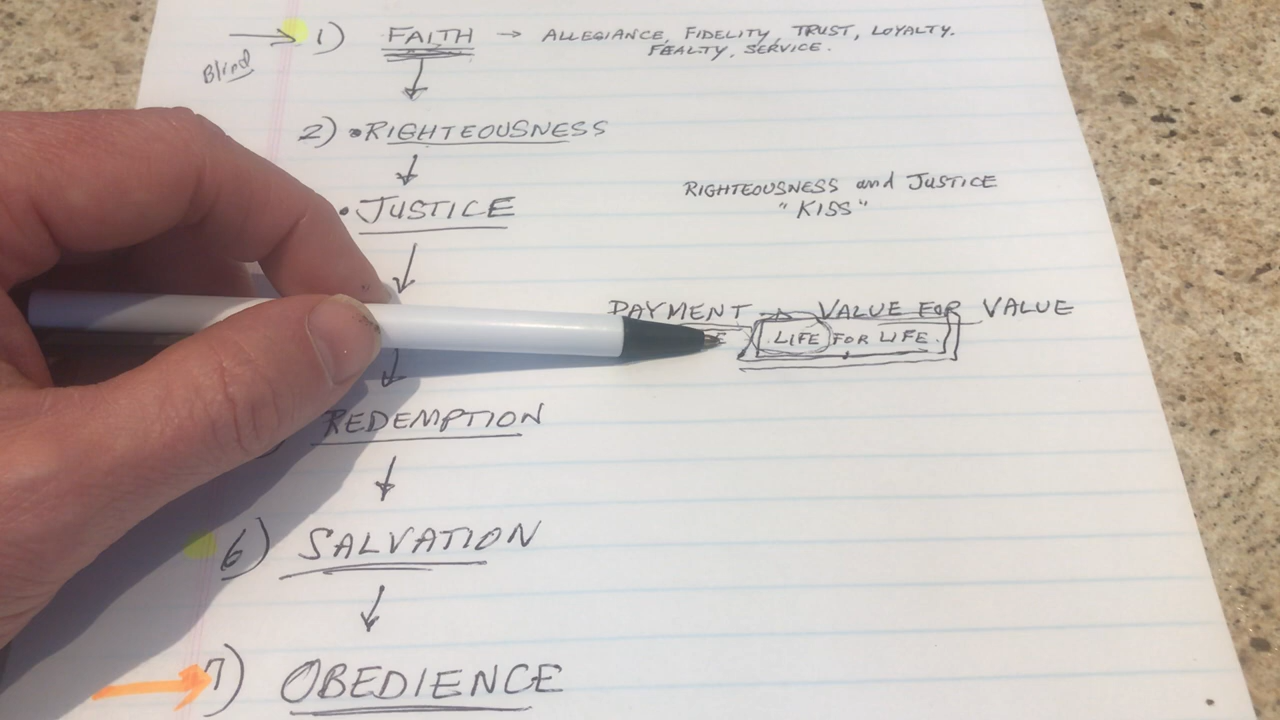 1) FAITH → ALLEGIANCE, FIDELITY, TRUST, LOYALTY,
FEALTY, SERVICE.
Blind
2) • RIGHTEOUSNESS
• JUSTICE
RIGHTEOUSNESS and JUSTICE
"KISS"
PAYMENT VALUE FOR VALUE
LIFE FOR LIFE.
REDEMPTION
6) SALVATION
7) OBEDIENCE